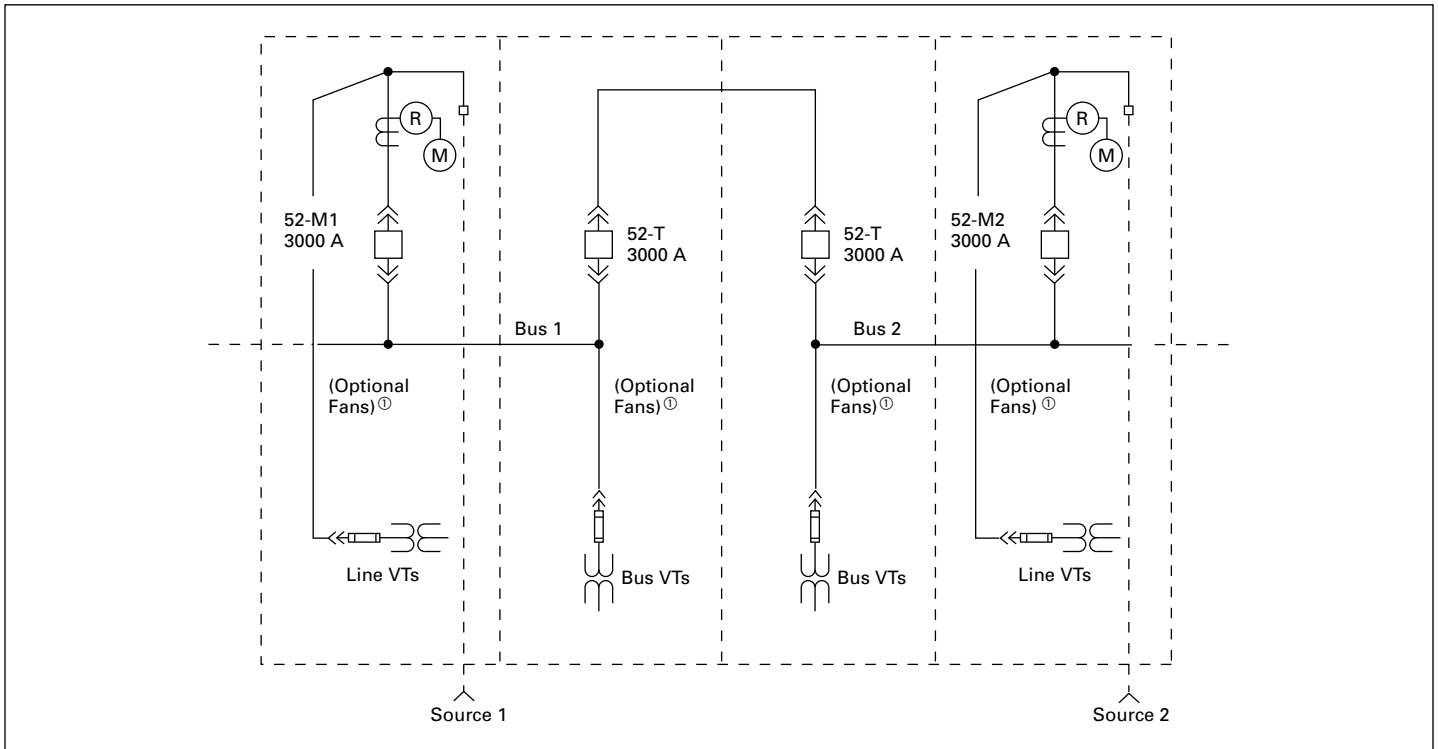 R
M
R
M
52-M1
3000 A
52-T
3000 A
52-T
3000 A
52-M2
3000 A
Bus 1
Bus 2
(Optional
Fans)①
(Optional
Fans)①
(Optional
Fans)①
(Optional
Fans)①
Line VTs
Bus VTs
Bus VTs
Line VTs
Source 1
Source 2